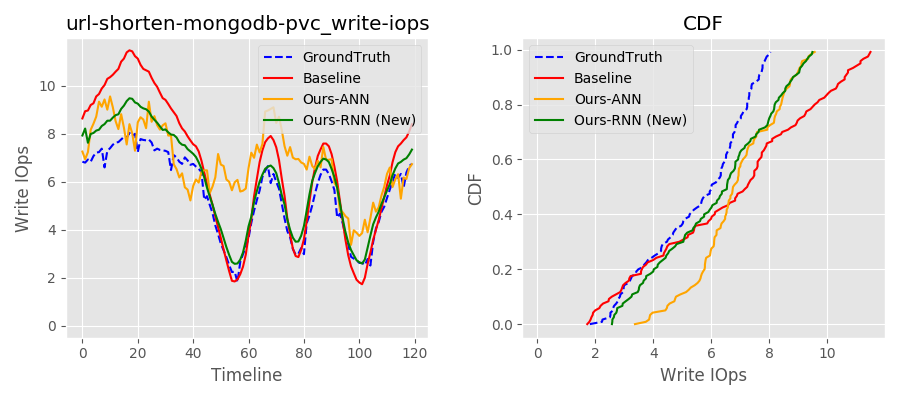 url-shorten-mongodb-pvc_write-iops
GroundTruth
Baseline
Ours-ANN
Ours-RNN (New)
10
8
6
4
2
0
Write IOps
0
20
40
60
80
100
120
Timeline
CDF
GroundTruth
Baseline
Ours-ANN
Ours-RNN (New)
1.0
0.8
0.6
0.4
0.2
0.0
CDF
0
2
4
6
8
10
Write IOps